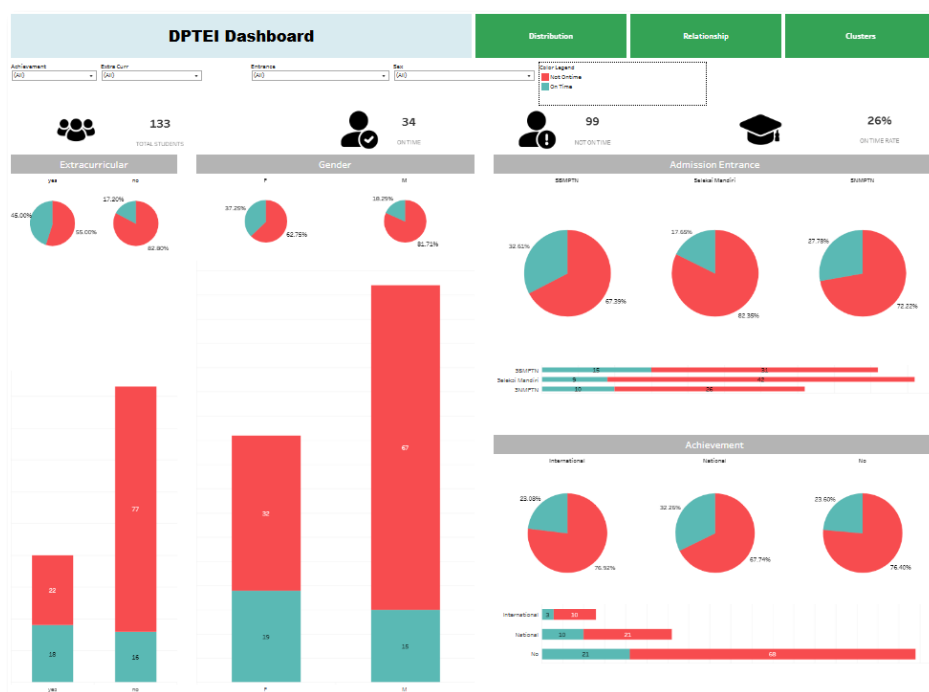 DPTEI Dashboard
Distribution
Relationship
Clusters
Achievement
(All)
Extra Curr
(All)
Entrance
(All)
Sex
(All)
Color Legend
Not Ontime
On Time
133
TOTAL STUDENTS
34
ON TIME
99
NOT ON TIME
26%
ON TIME RATE
Extracurricular
yes
no
45.00%
55.00%
17.20%
82.80%
22
18
77
16
yes
no
Gender
F
M
37.25%
62.75%
18.29%
81.71%
32
19
67
15
F
M
Admission Entrance
SBMPTN
Seleksi Mandiri
SNMPTN
32.61%
67.39%
17.65%
82.35%
27.78%
72.22%
SBMPTN 15 31
Seleksi Mandiri 9 42
SNMPTN 10 26
Achievement
International
National
No
23.08%
76.92%
32.26%
67.74%
23.60%
76.40%
International 3 10
National 10 21
No 21 68